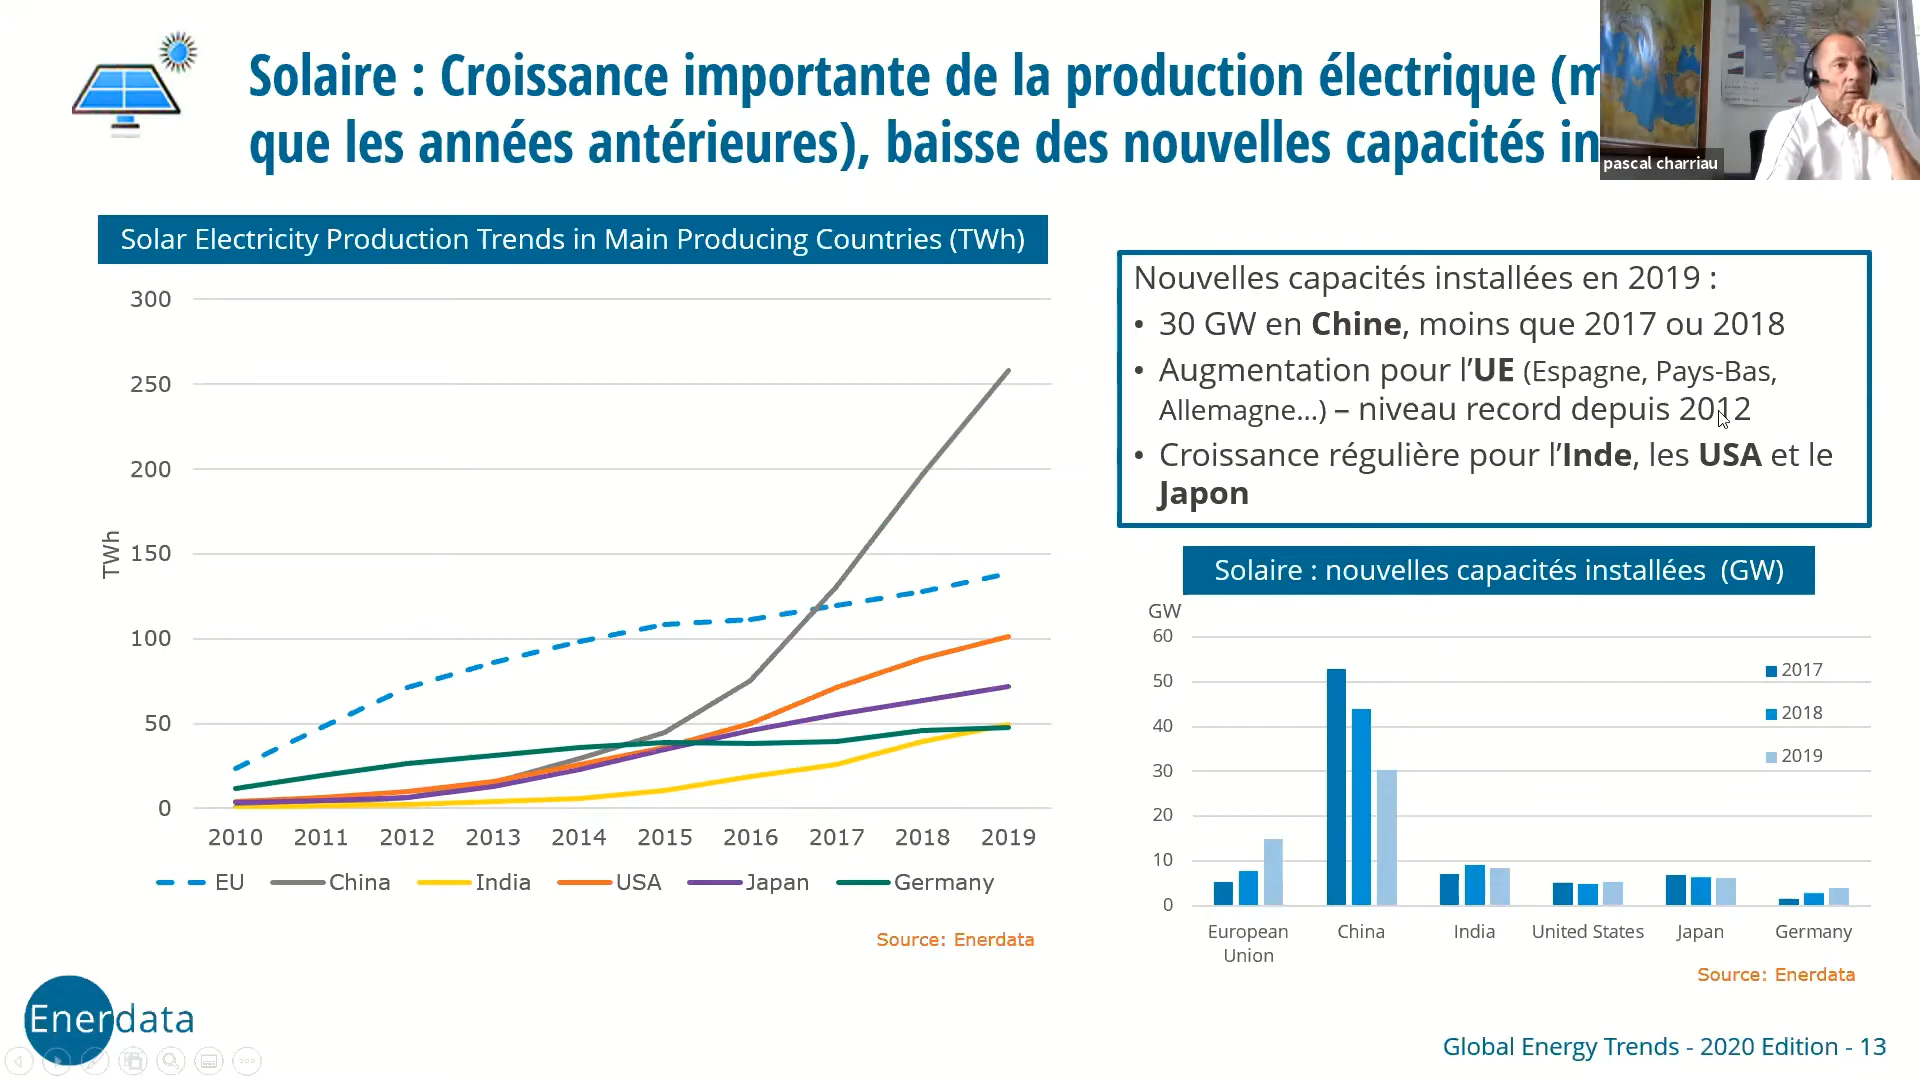 Solaire : Croissance importante de la production électrique (m
que les années antérieures), baisse des nouvelles capacités in
pascal charriau
Solar Electricity Production Trends in Main Producing Countries (TWh)
300
250
200
150
100
50
0
TWh
2010 2011 2012 2013 2014 2015 2016 2017 2018 2019
EU China India USA Japan Germany
Source: Enerdata
Nouvelles capacités installées en 2019 :
• 30 GW en Chine, moins que 2017 ou 2018
• Augmentation pour l’UE (Espagne, Pays-Bas,
Allemagne...) – niveau record depuis 2012
• Croissance régulière pour l’Inde, les USA et le
Japon
Solaire : nouvelles capacités installées (GW)
GW
60
50
40
30
20
10
0
2017
2018
2019
European Union China India United States Japan Germany
Source: Enerdata
Enerdata
Global Energy Trends - 2020 Edition - 13